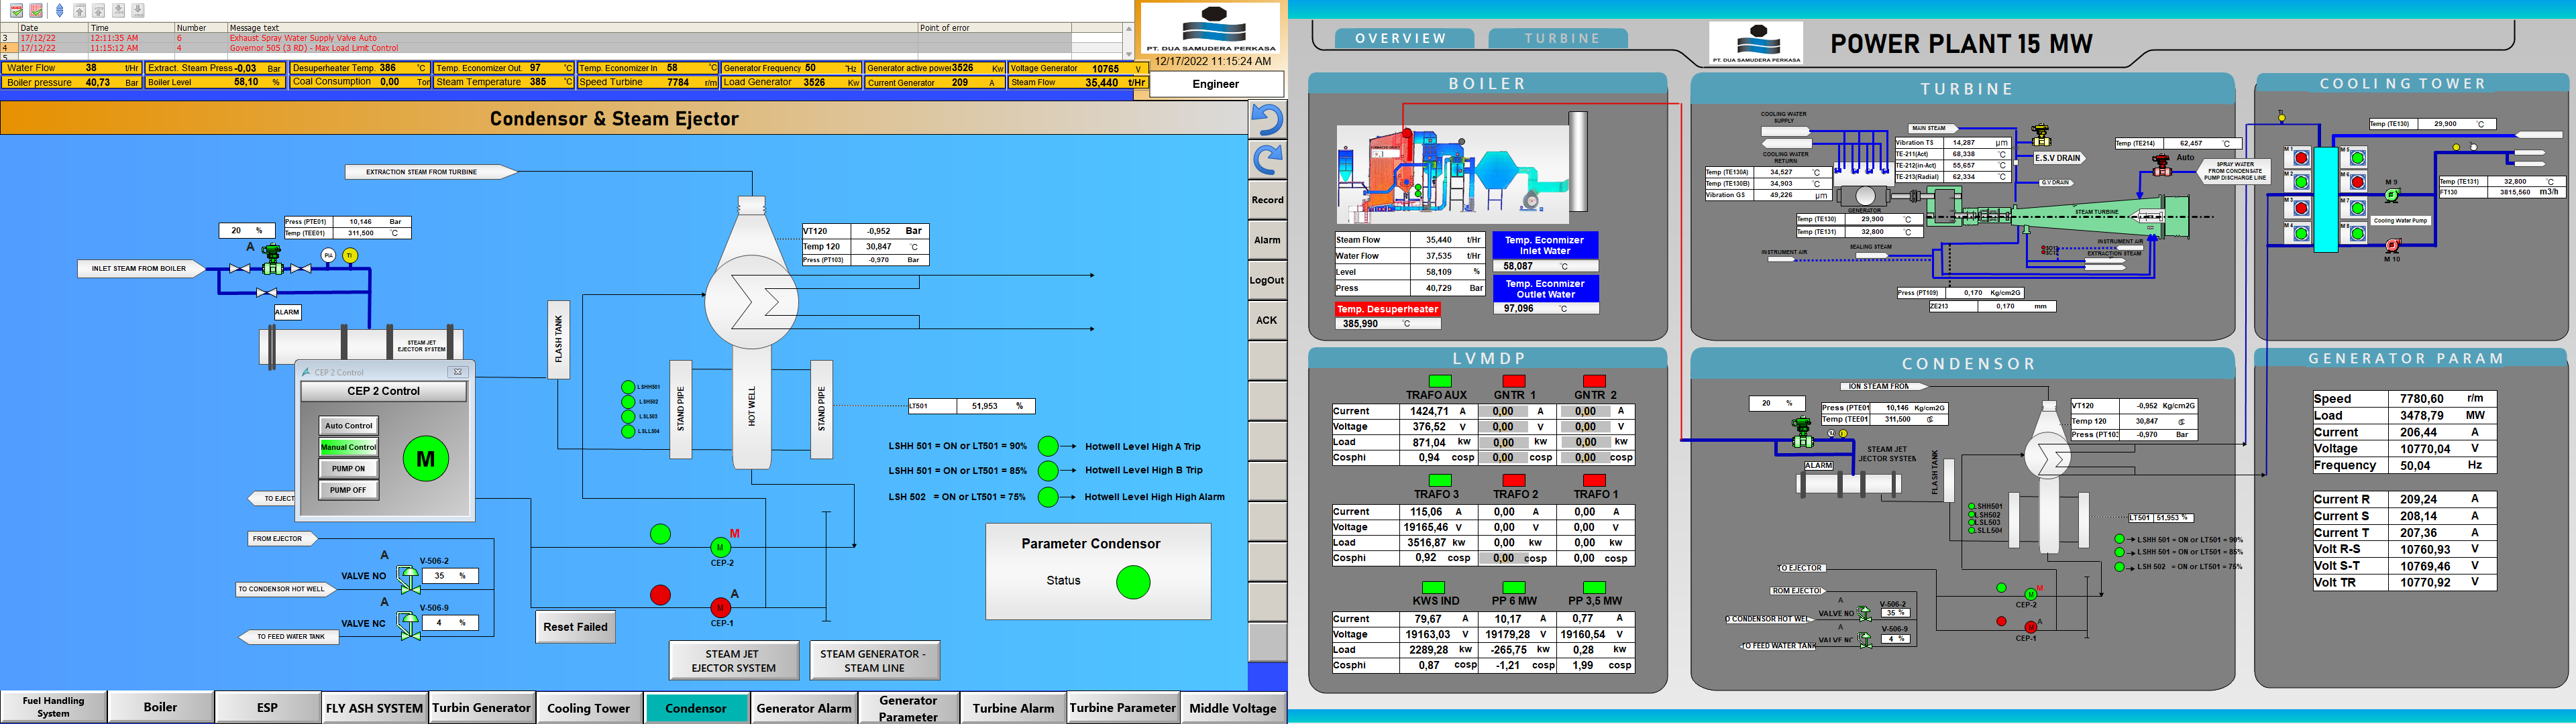 Date Time Number Message text Point of error
3 17/12/22 12:11:35 AM 6 Exhaust Spray Water Supply Valve Auto
4 17/12/22 11:15:12 AM 4 Governor 505 (3 RD) - Max Load Limit Control
5
PT. DUA SAMUDERA PERKASA
12/17/2022 11:15:24 AM
Engineer
Water Flow 38 t/Hr Extract. Steam Press -0,03 Bar Desuperheater Temp. 386 °C Temp. Economizer Out. 97 °C Temp. Economizer In 58 °C Generator Frequency 50 Hz Generator active power 3526 Kw Voltage Generator 10765 V
Boiler pressure 40,73 Bar Boiler Level 58,10 % Coal Consumption 0,00 Ton Steam Temperature 385 °C Speed Turbine 7784 r/m Load Generator 3526 Kw Current Generator 209 A Steam Flow 35,440 t/Hr
Condensor & Steam Ejector
Record
Alarm
LogOut
ACK
EXTRACTION STEAM FROM TURBINE
20 %
Press (PTE01) 10,146 Bar
Temp (TEE01) 311,500 °C
A
PIA TI
INLET STEAM FROM BOILER
ALARM
STEAM JET
EJECTOR SYSTEM
VT120 -0,952 Bar
Temp 120 30,847 °C
Press (PT103) -0,970 Bar
FLASH TANK
STAND PIPE
HOT WELL
STAND PIPE
LSHH501
LSH502
LSL503
LSLL504
LT501 51,953 %
CEP 2 Control
CEP 2 Control
Auto Control
Manual Control
PUMP ON
PUMP OFF
M
LSHH 501 = ON or LT501 = 90% Hotwell Level High A Trip
LSHH 501 = ON or LT501 = 85% Hotwell Level High B Trip
LSH 502 = ON or LT501 = 75% Hotwell Level High High Alarm
TO EJECT
FROM EJECTOR
A V-506-2
VALVE NO 35 %
TO CONDENSOR HOT WELL
A V-506-9
VALVE NC 4 %
TO FEED WATER TANK
M
M
CEP-2
A
M
CEP-1
Reset Failed
Parameter Condensor
Status
STEAM JET
EJECTOR SYSTEM
STEAM GENERATOR -
STEAM LINE
Fuel Handling
System
Boiler
ESP
FLY ASH SYSTEM
Turbin Generator
Cooling Tower
Condensor
Generator Alarm
Generator
Parameter
Turbine Alarm
Turbine Parameter
Middle Voltage
OVERVIEW
TURBINE
PT. DUA SAMUDERA PERKASA
POWER PLANT 15 MW
BOILER
Steam Flow 35,440 t/Hr
Water Flow 37,535 t/Hr
Level 58,109 %
Press 40,729 Bar
Temp. Desuperheater
385,990 °C
Temp. Econmizer
Inlet Water
58,087 °C
Temp. Econmizer
Outlet Water
97,096 °C
TURBINE
COOLING WATER
SUPPLY
COOLING WATER
RETURN
Temp (TE130A) 34,527 °C
Temp (TE130B) 34,903 °C
Vibration GS 49,226 µm
MAIN STEAM
Vibration TS 14,287 µm
TE-211(Act) 68,338 °C
TE-212(in-Act) 55,657 °C
TE-213(Radial) 62,334 °C
E.S.V DRAIN
G.V DRAIN
Temp (TE214) 62,457 °C
Auto
SPRAY WATER
FROM CONDENSATE
PUMP DISCHARGE LINE
GENERATOR
Temp (TE130) 29,900 °C
Temp (TE131) 32,800 °C
STEAM TURBINE
SEALING STEAM
INSTRUMENT AIR
INSTRUMENT AIR
EXTRACTION STEAM
Press (PT109) 0,170 Kg/cm2G
ZE213 0,170 mm
COOLING TOWER
Temp (TE130) 29,900 °C
M 1 M 5
M 2 M 6
M 3 M 7
M 4 M 8
M 9
Cooling Water Pump
M 10
Temp (TE131) 32,800 °C
FT130 3815,560 m3/h
LVMDP
TRAFO AUX GNTR 1 GNTR 2
Current 1424,71 A 0,00 A 0,00 A
Voltage 376,52 V 0,00 V 0,00 V
Load 871,04 kw 0,00 kw 0,00 kw
Cosphi 0,94 cosp 0,00 cosp 0,00 cosp
TRAFO 3 TRAFO 2 TRAFO 1
Current 115,06 A 0,00 A 0,00 A
Voltage 19165,46 V 0,00 V 0,00 V
Load 3516,87 kw 0,00 kw 0,00 kw
Cosphi 0,92 cosp 0,00 cosp 0,00 cosp
KWS IND PP 6 MW PP 3,5 MW
Current 79,67 A 10,17 A 0,77 A
Voltage 19163,03 V 19179,28 V 19160,54 V
Load 2289,28 kw -265,75 kw 0,28 kw
Cosphi 0,87 cosp -1,21 cosp 1,99 cosp
CONDENSOR
ION STEAM FROM
20 %
Press (PTE01 10,146 Kg/cm2G
Temp (TEE01 311,500 °C
ALARM
STEAM JET
EJECTOR SYSTEM
VT120 -0,952 Kg/cm2G
Temp 120 30,847 °C
Press (PT103 -0,970 Bar
FLASH TANK
LSHH501
LSH502
LSL503
LSLL504
LT501 51,953 %
LSHH 501 = ON or LT501 = 90%
LSHH 501 = ON or LT501 = 85%
LSH 502 = ON or LT501 = 75%
TO EJECTOR
ROM EJECTOR
A V-506-2
VALVE NO 35 %
O CONDENSOR HOT WEL
A V-506-9
VALVE NC 4 %
TO FEED WATER TANK
M
M
CEP-2
A
M
CEP-1
GENERATOR PARAM
Speed 7780,60 r/m
Load 3478,79 MW
Current 206,44 A
Voltage 10770,04 V
Frequency 50,04 Hz
Current R 209,24 A
Current S 208,14 A
Current T 207,36 A
Volt R-S 10760,93 V
Volt S-T 10769,46 V
Volt TR 10770,92 V